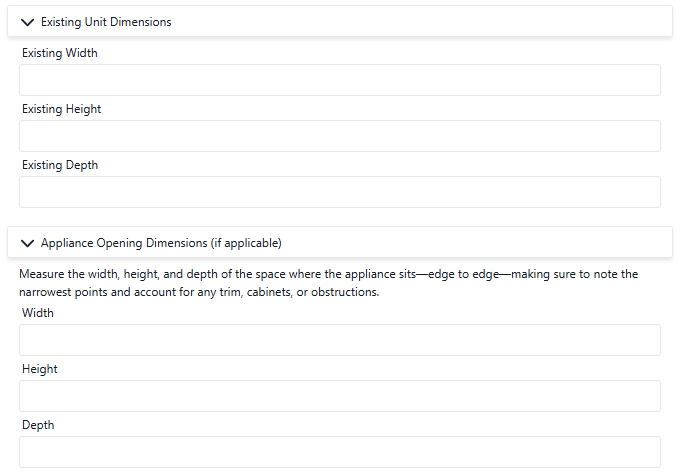 Existing Unit Dimensions
Existing Width
Existing Height
Existing Depth
Appliance Opening Dimensions (if applicable)
Measure the width, height, and depth of the space where the appliance sits—edge to edge—making sure to note the
narrowest points and account for any trim, cabinets, or obstructions.
Width
Height
Depth